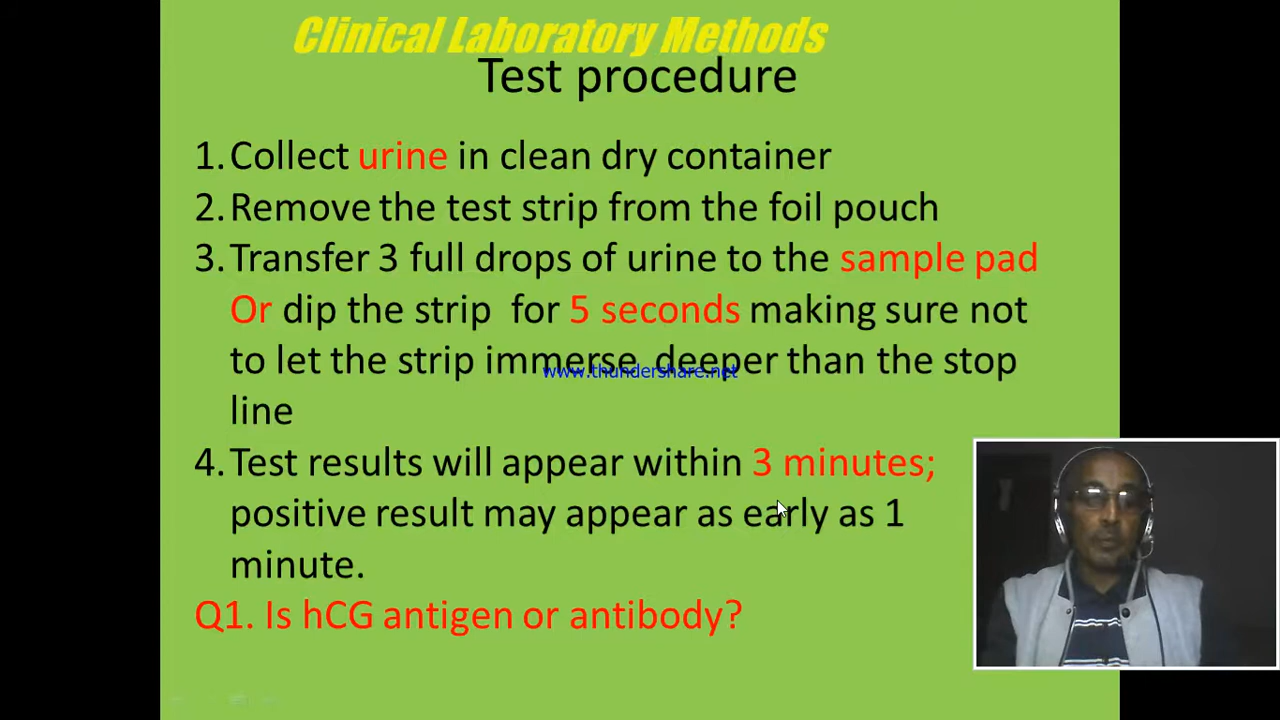 Clinical Laboratory Methods
Test procedure
1. Collect urine in clean dry container
2. Remove the test strip from the foil pouch
3. Transfer 3 full drops of urine to the sample pad
Or dip the strip for 5 seconds making sure not
to let the strip immerse deeper than the stop
www.thundershare.net
line
4. Test results will appear within 3 minutes;
positive result may appear as early as 1
minute.
Q1. Is hCG antigen or antibody?